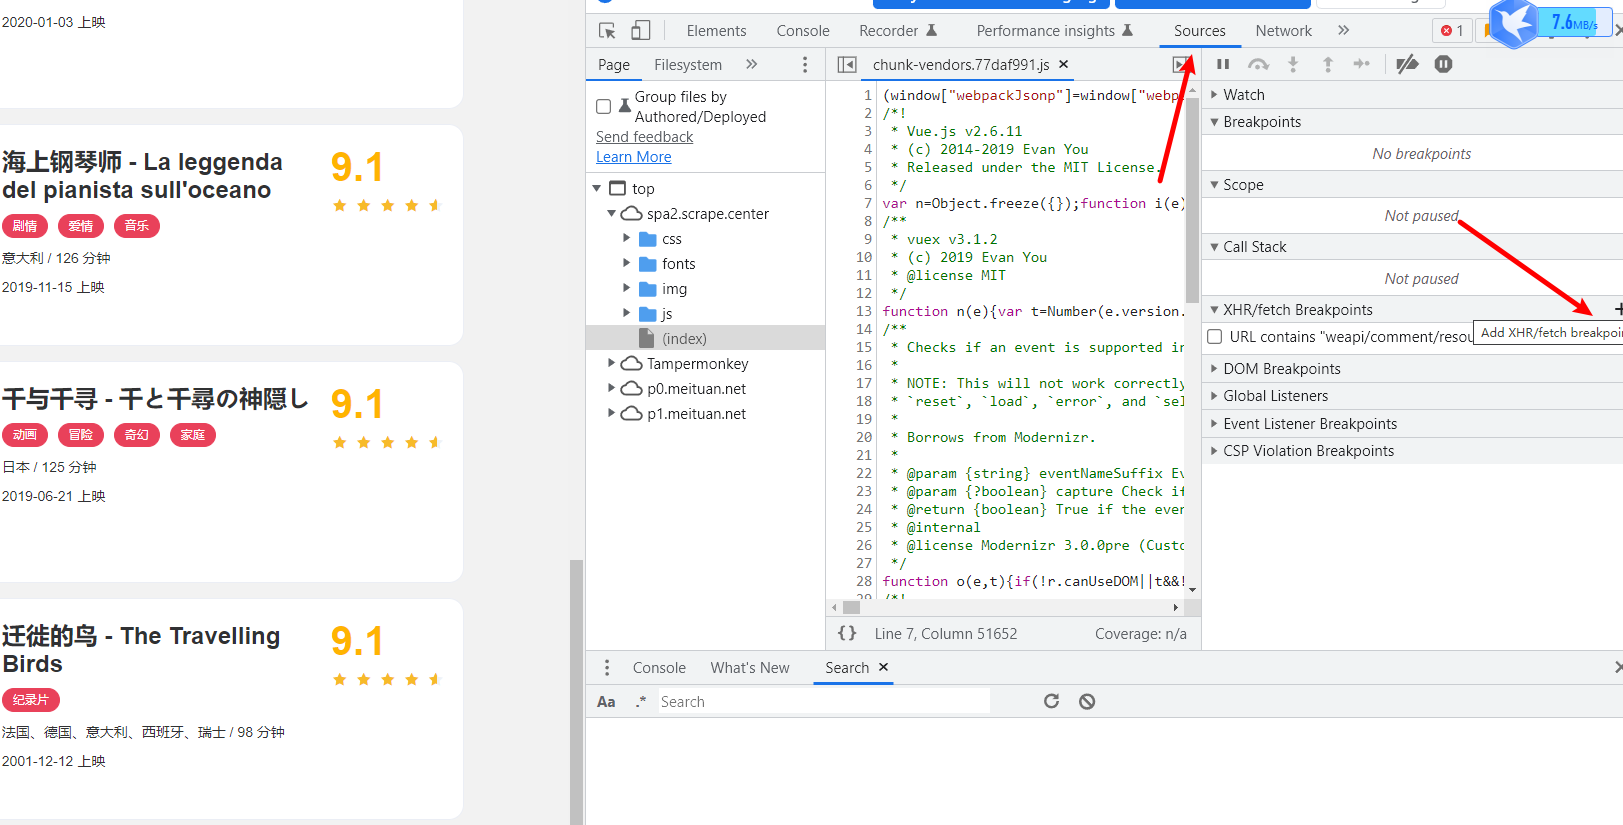 2020-01-03 上映
海上钢琴师 - La leggenda
del pianista sull'oceano
9.1
剧情 爱情 音乐
意大利 / 126 分钟
2019-11-15 上映
千与千寻 - 千と千尋の神隠し
9.1
动画 冒险 奇幻 家庭
日本 / 125 分钟
2019-06-21 上映
迁徙的鸟 - The Travelling
Birds
9.1
纪录片
法国、德国、意大利、西班牙、瑞士 / 98 分钟
2001-12-12 上映
Elements Console Recorder Performance insights Sources Network » 1
7.6MB/s
Page Filesystem »
Group files by
Authored/Deployed
Send feedback
Learn More
top
spa2.scrape.center
css
fonts
img
js
(index)
Tampermonkey
p0.meituan.net
p1.meituan.net
chunk-vendors.77daf991.js ×
1 (window["webpackJsonp"]=window["webp
2 /*!
3 * Vue.js v2.6.11
4 * (c) 2014-2019 Evan You
5 * Released under the MIT License.
6 */
7 var n=Object.freeze({});function i(e)
8 /**
9 * vuex v3.1.2
10 * (c) 2019 Evan You
11 * @license MIT
12 */
13 function n(e){var t=Number(e.version.
14 /**
15 * Checks if an event is supported in
16 *
17 * NOTE: This will not work correctly
18 * `reset`, `load`, `error`, and `sel
19 *
20 * Borrows from Modernizr.
21 *
22 * @param {string} eventNameSuffix Ev
23 * @param {?boolean} capture Check if
24 * @return {boolean} True if the even
25 * @internal
26 * @license Modernizr 3.0.0pre (Custo
27 */
28 function o(e,t){if(!r.canUseDOM||t&&!
29 /*!
{} Line 7, Column 51652 Coverage: n/a
Watch
Breakpoints
No breakpoints
Scope
Not paused
Call Stack
Not paused
XHR/fetch Breakpoints +
URL contains "weapi/comment/resou
Add XHR/fetch breakpoi
DOM Breakpoints
Global Listeners
Event Listener Breakpoints
CSP Violation Breakpoints
Console What's New Search ×
Aa .* Search